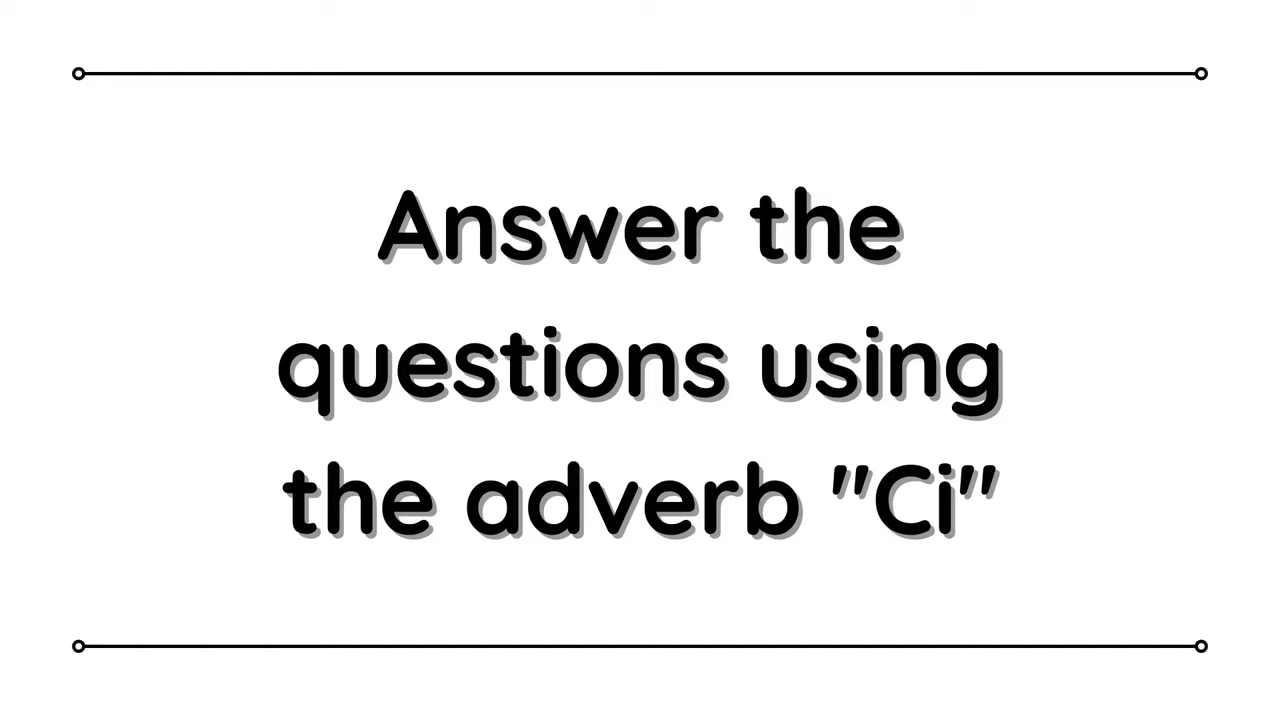 Answer the
questions using
the adverb "Ci"